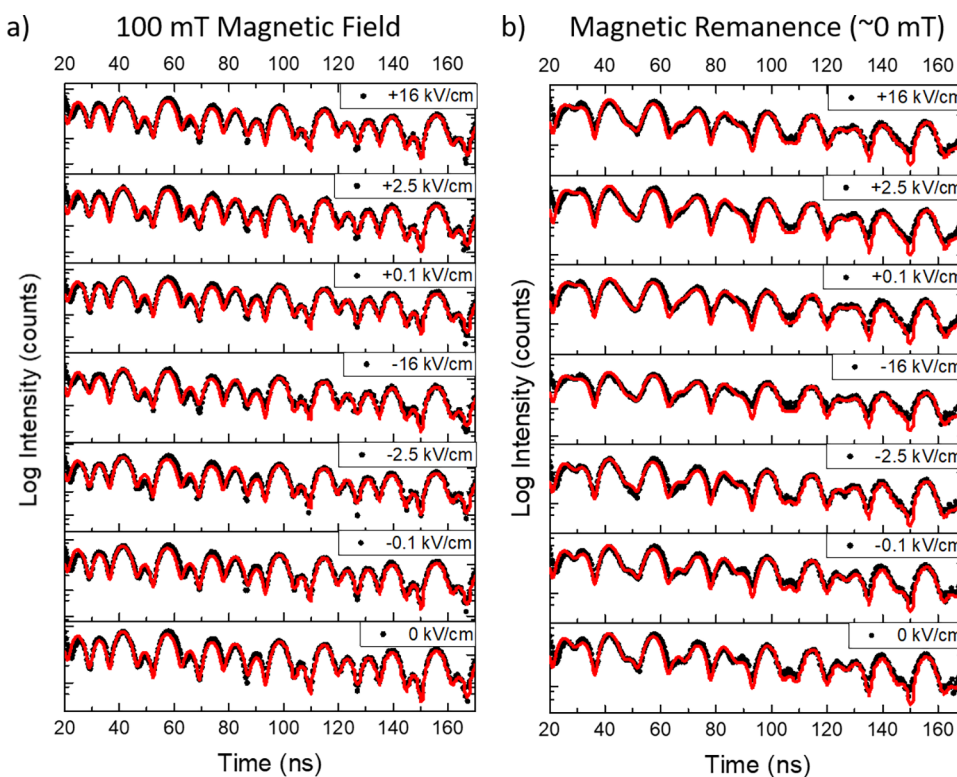 a)
100 mT Magnetic Field
20 40 60 80 100 120 140 160
+16 kV/cm
+2.5 kV/cm
+0.1 kV/cm
-16 kV/cm
-2.5 kV/cm
-0.1 kV/cm
0 kV/cm
Log Intensity (counts)
20 40 60 80 100 120 140 160
Time (ns)
b)
Magnetic Remanence (~0 mT)
20 40 60 80 100 120 140 160
+16 kV/cm
+2.5 kV/cm
+0.1 kV/cm
-16 kV/cm
-2.5 kV/cm
-0.1 kV/cm
0 kV/cm
Log Intensity (counts)
20 40 60 80 100 120 140 160
Time (ns)